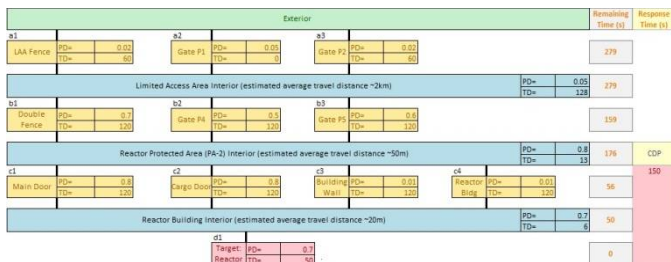 Exterior
Remaining Time (s)
Response Time (s)
a1
a2
a3
LAA Fence PD= 0.02 TD= 60
Gate P1 PD= 0.05 TD= 0
Gate P2 PD= 0.02 TD= 60
279
Limited Access Area Interior (estimated average travel distance ~2km) PD= 0.05 TD= 128
279
b1
b2
b3
Double Fence PD= 0.7 TD= 120
Gate P4 PD= 0.5 TD= 120
Gate P5 PD= 0.6 TD= 120
159
Reactor Protected Area (PA-2) Interior (estimated average travel distance ~50m) PD= 0.8 TD= 13
176
CDP
c1
c2
c3
c4
Main Door PD= 0.8 TD= 120
Cargo Door PD= 0.8 TD= 120
Building Wall PD= 0.01 TD= 120
Reactor Bldg PD= 0.01 TD= 120
56
150
Reactor Building Interior (estimated average travel distance ~20m) PD= 0.7 TD= 6
50
d1
Target: Reactor PD= 0.7 TD= 50
0